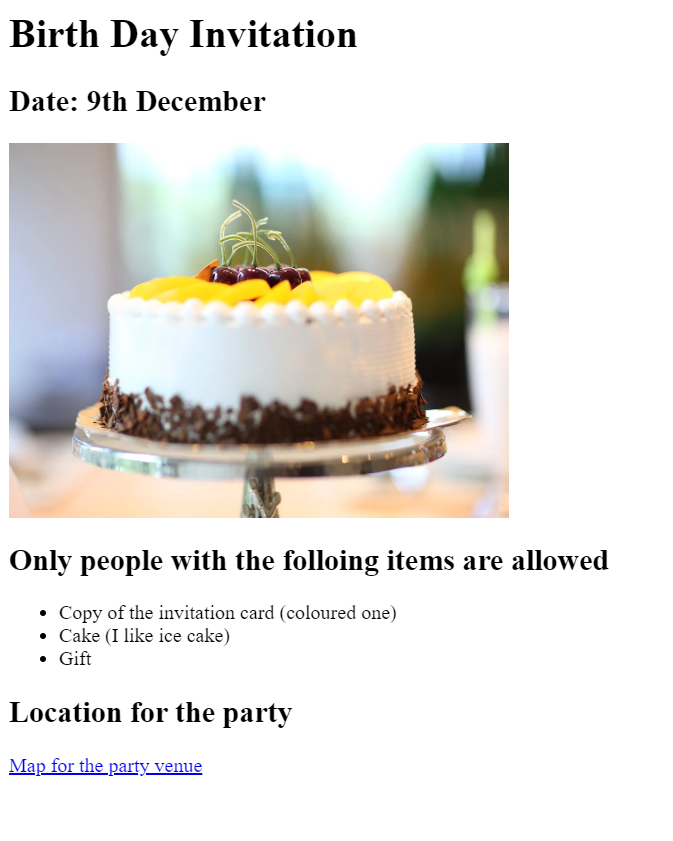 Birth Day Invitation
Date: 9th December
Only people with the folloing items are allowed
Copy of the invitation card (coloured one)
Cake (I like ice cake)
Gift
Location for the party
Map for the party venue